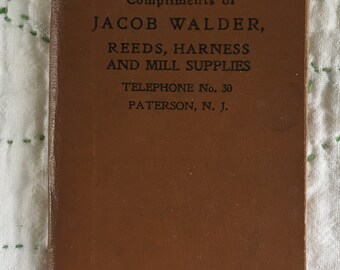 Compliments of
JACOB WALDER,
REEDS, HARNESS
AND MILL SUPPLIES
TELEPHONE No. 30
PATERSON, N. J.